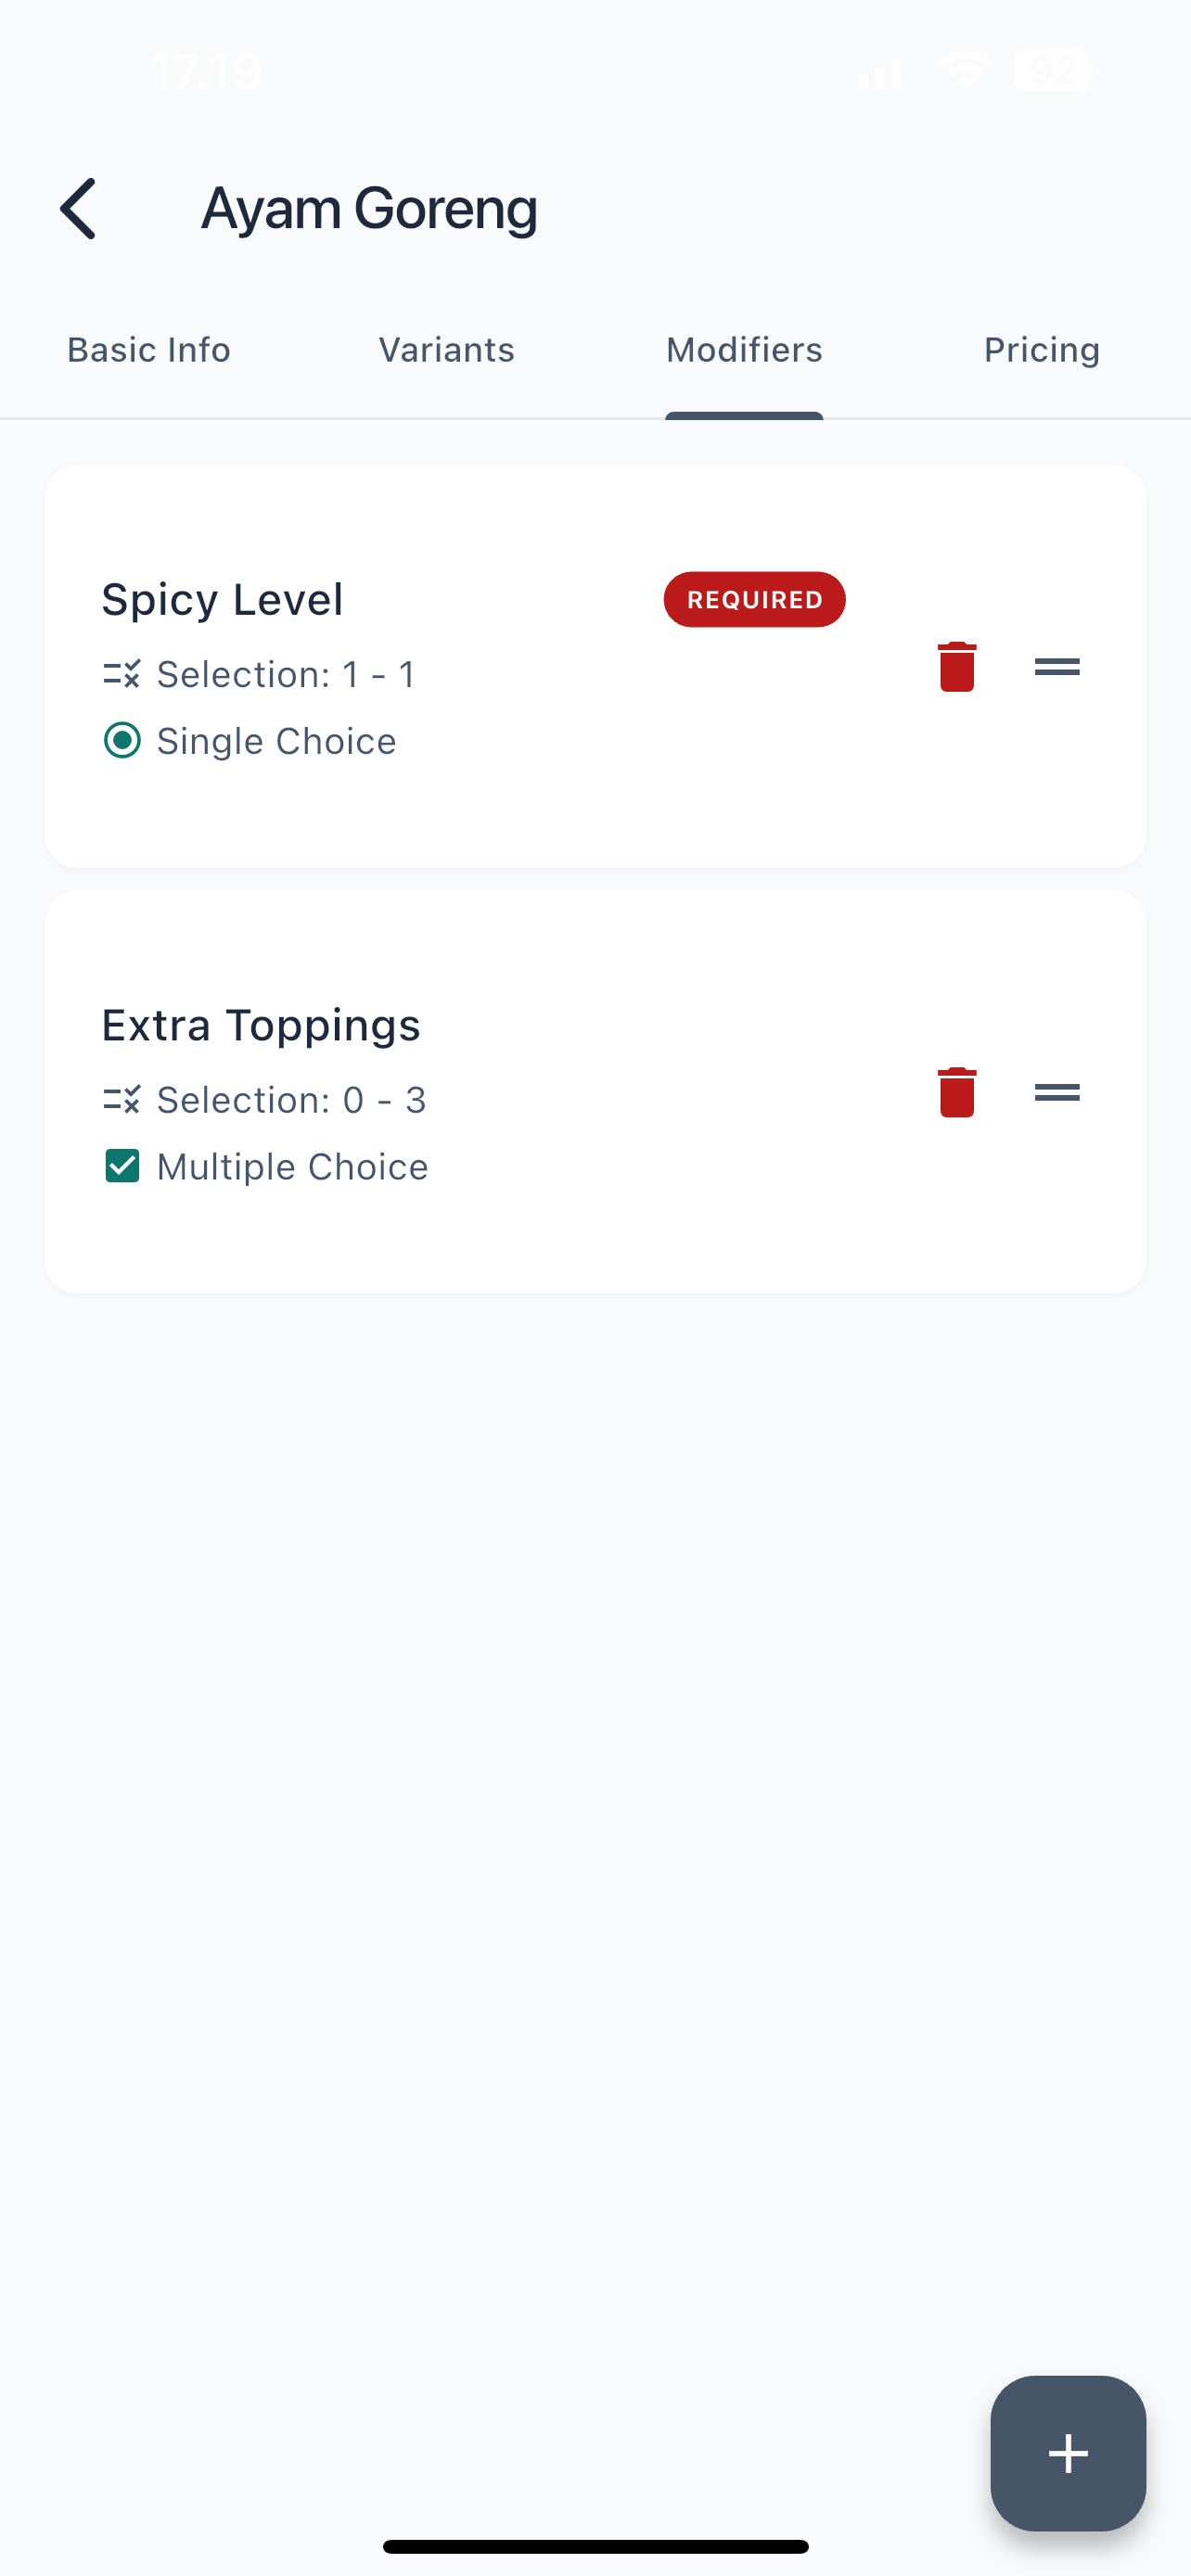 17.19
92
Ayam Goreng
Basic Info
Variants
Modifiers
Pricing
Spicy Level
REQUIRED
Selection: 1 - 1
Single Choice
Extra Toppings
Selection: 0 - 3
Multiple Choice